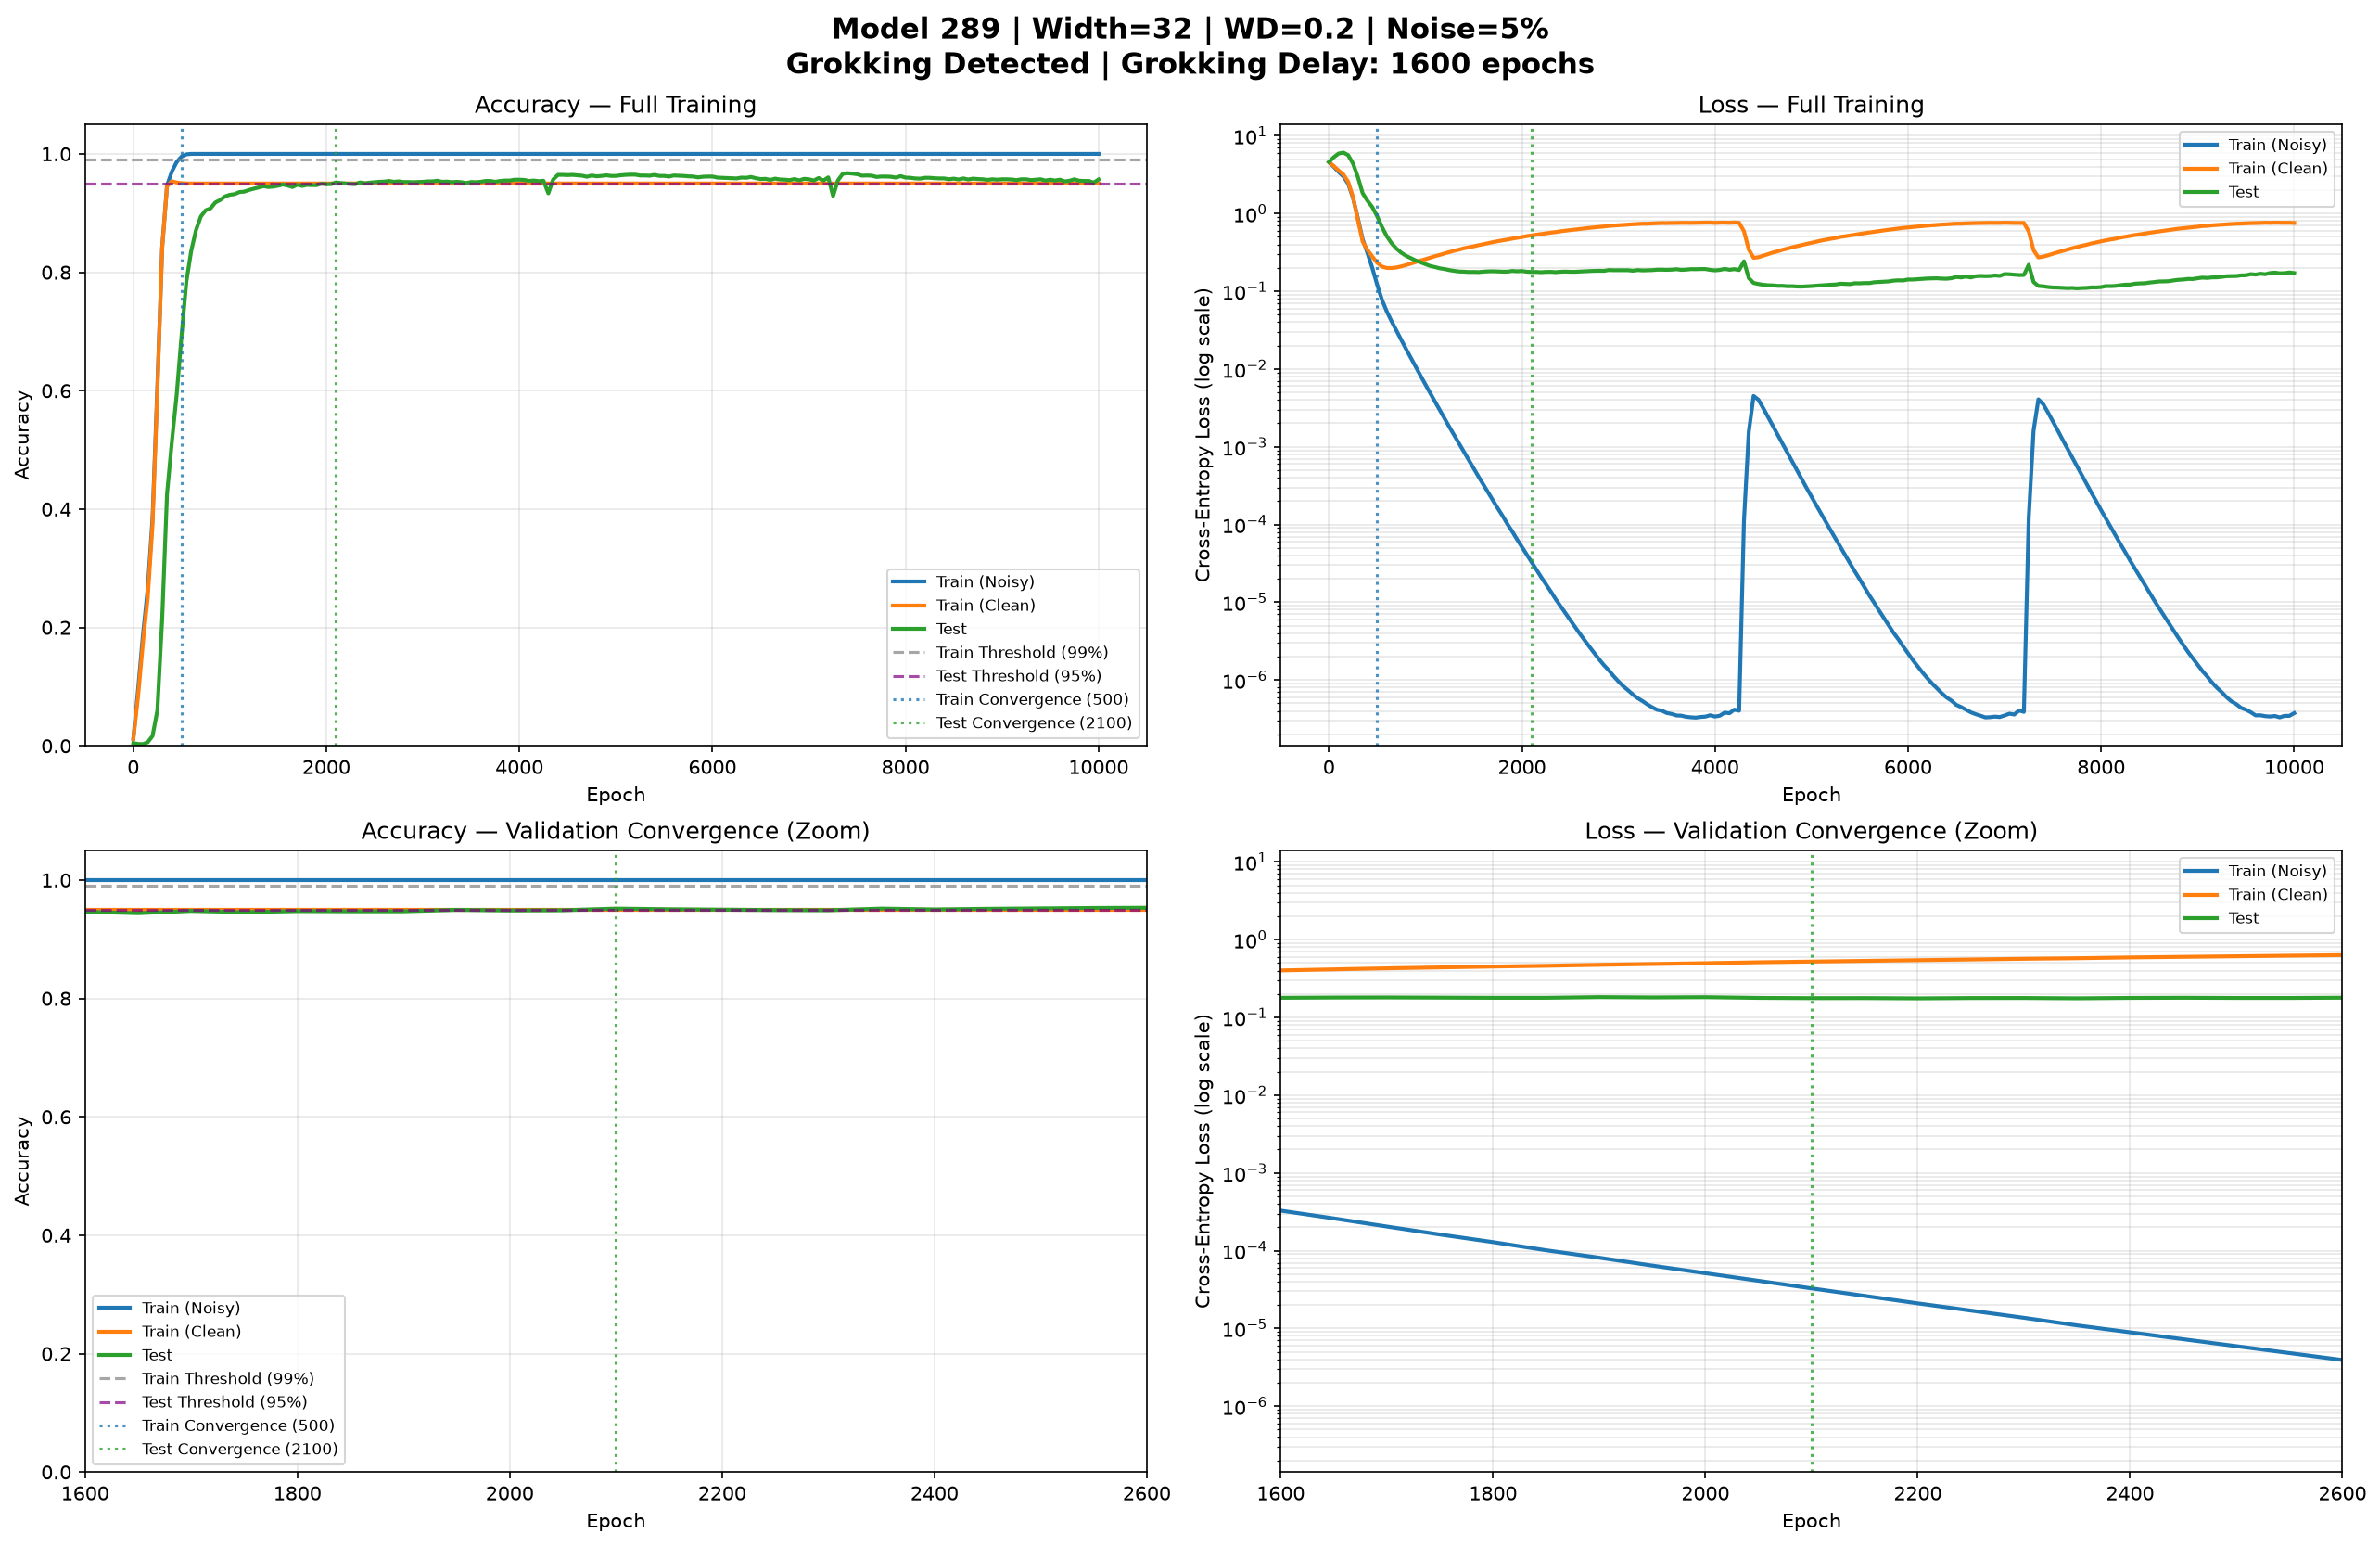 Model 289 | Width=32 | WD=0.2 | Noise=5%
Grokking Detected | Grokking Delay: 1600 epochs
Accuracy — Full Training
1.0
0.8
0.6
0.4
0.2
0.0
Accuracy
0
2000
4000
6000
8000
10000
Epoch
Train (Noisy)
Train (Clean)
Test
Train Threshold (99%)
Test Threshold (95%)
Train Convergence (500)
Test Convergence (2100)
Loss — Full Training
10¹
10⁰
10⁻¹
10⁻²
10⁻³
10⁻⁴
10⁻⁵
10⁻⁶
Cross-Entropy Loss (log scale)
0
2000
4000
6000
8000
10000
Epoch
Train (Noisy)
Train (Clean)
Test
Accuracy — Validation Convergence (Zoom)
1.0
0.8
0.6
0.4
0.2
0.0
Accuracy
1600
1800
2000
2200
2400
2600
Epoch
Train (Noisy)
Train (Clean)
Test
Train Threshold (99%)
Test Threshold (95%)
Train Convergence (500)
Test Convergence (2100)
Loss — Validation Convergence (Zoom)
10¹
10⁰
10⁻¹
10⁻²
10⁻³
10⁻⁴
10⁻⁵
10⁻⁶
Cross-Entropy Loss (log scale)
1600
1800
2000
2200
2400
2600
Epoch
Train (Noisy)
Train (Clean)
Test